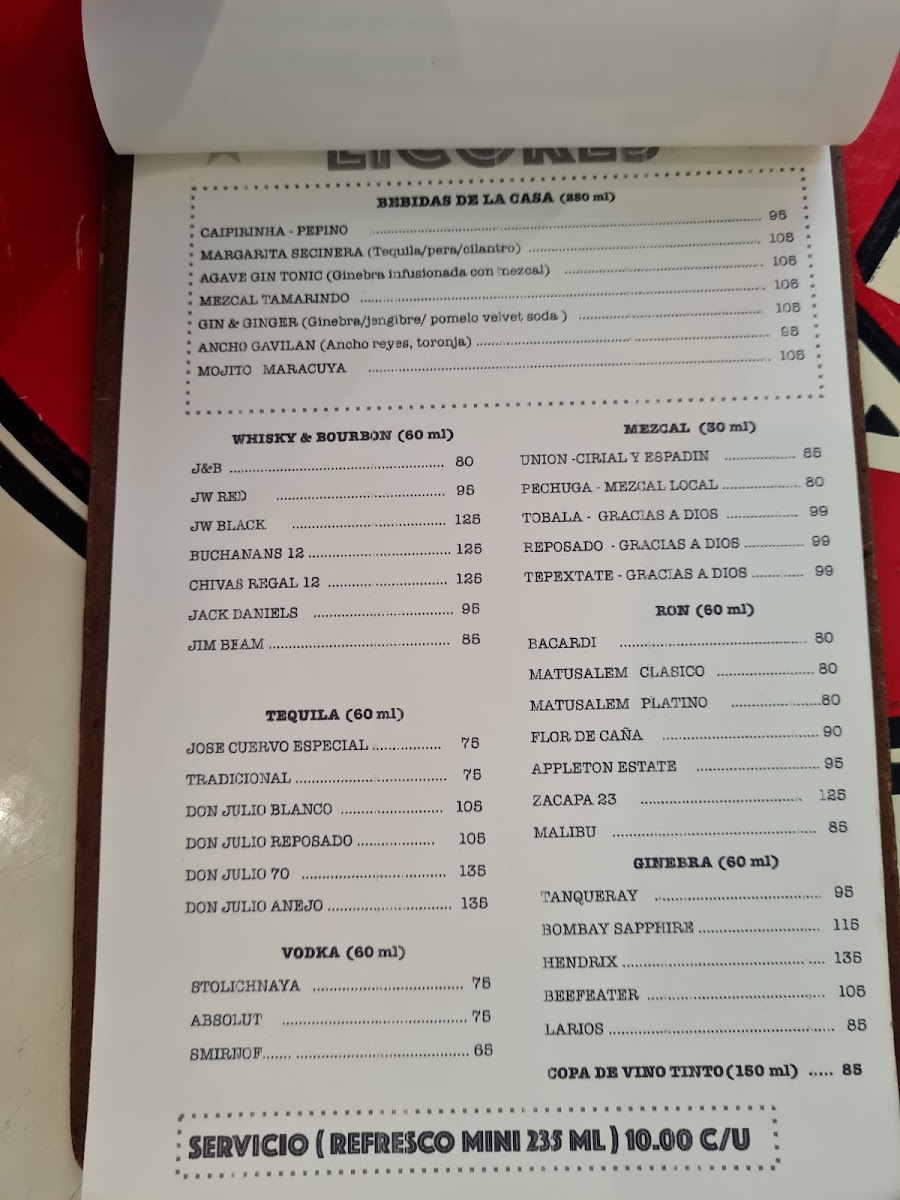 LICORES
BEBIDAS DE LA CASA (250 ml)
CAIPIRINHA - PEPINO 95
MARGARITA SECINERA (Tequila/pera/cilantro) 105
AGAVE GIN TONIC (Ginebra infusionada con mezcal) 105
MEZCAL TAMARINDO 105
GIN & GINGER (Ginebra/jengibre/ pomelo velvet soda ) 105
ANCHO GAVILAN (Ancho reyes, toronja) 95
MOJITO MARACUYA 105
WHISKY & BOURBON (60 ml)
J&B 80
JW RED 95
JW BLACK 125
BUCHANANS 12 125
CHIVAS REGAL 12 125
JACK DANIELS 95
JIM BEAM 85
TEQUILA (60 ml)
JOSE CUERVO ESPECIAL 75
TRADICIONAL 75
DON JULIO BLANCO 105
DON JULIO REPOSADO 105
DON JULIO 70 135
DON JULIO ANEJO 135
VODKA (60 ml)
STOLICHNAYA 75
ABSOLUT 75
SMIRNOF 65
MEZCAL (30 ml)
UNION -CIRIAL Y ESPADIN 65
PECHUGA - MEZCAL LOCAL 80
TOBALA - GRACIAS A DIOS 99
REPOSADO - GRACIAS A DIOS 99
TEPEXTATE - GRACIAS A DIOS 99
RON (60 ml)
BACARDI 80
MATUSALEM CLASICO 80
MATUSALEM PLATINO 80
FLOR DE CAÑA 90
APPLETON ESTATE 95
ZACAPA 23 125
MALIBU 85
GINEBRA (60 ml)
TANQUERAY 95
BOMBAY SAPPHIRE 115
HENDRIX 135
BEEFEATER 105
LARIOS 85
COPA DE VINO TINTO (150 ml) 85
SERVICIO ( REFRESCO MINI 235 ML ) 10.00 C/U